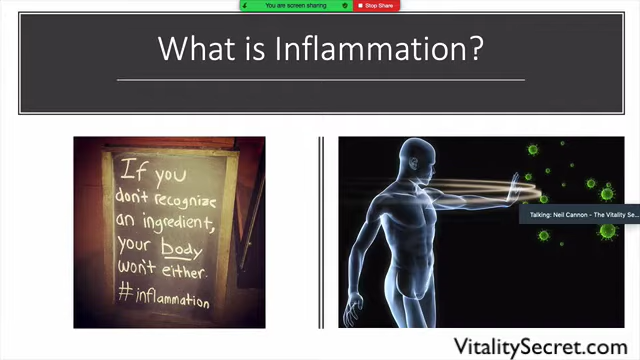 You are screen sharing
Stop Share
What is Inflammation?
If you
don't recognize
an ingredient,
your body
won't either.
#inflammation
Talking: Neil Cannon - The Vitality Se...
VitalitySecret.com